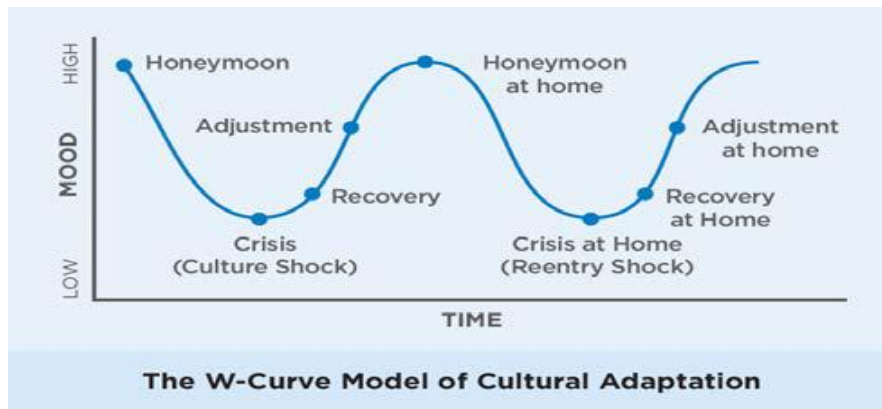 HIGH
MOOD
LOW
Honeymoon
Adjustment
Recovery
Crisis
(Culture Shock)
Honeymoon
at home
Adjustment
at home
Recovery
at Home
Crisis at Home
(Reentry Shock)
TIME
The W-Curve Model of Cultural Adaptation